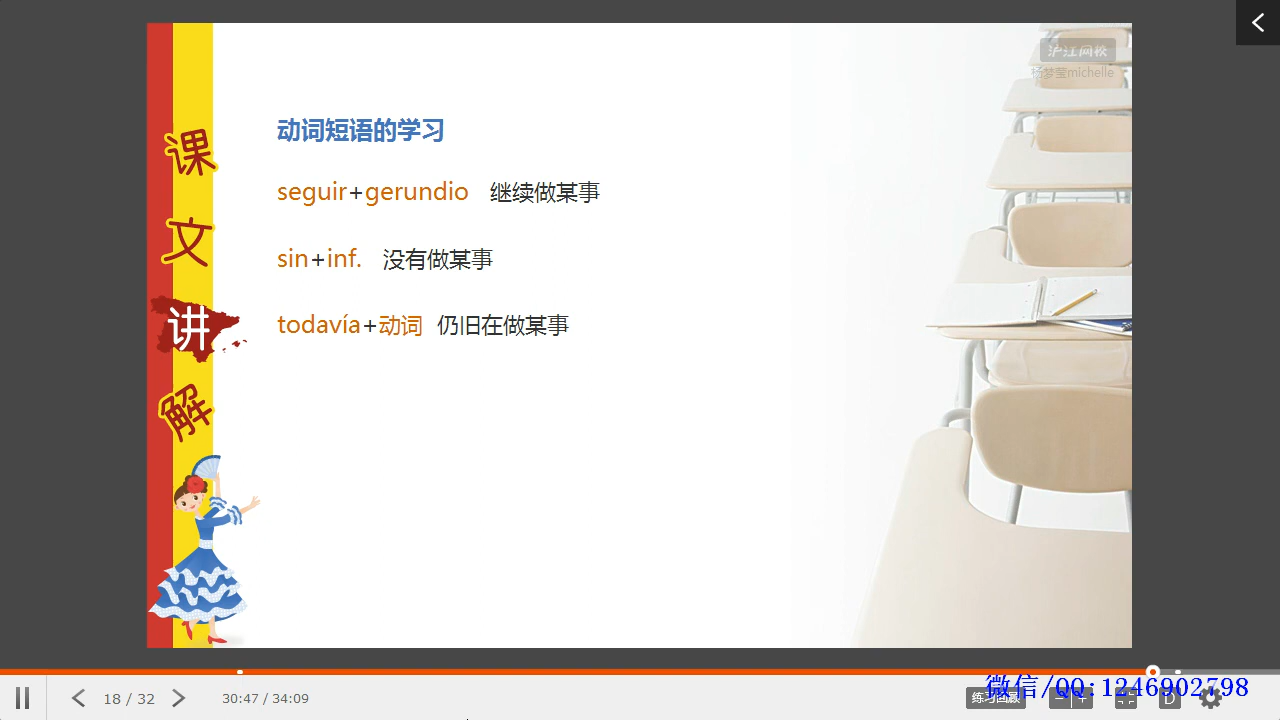 沪江网校
杨梦莹michelle
动词短语的学习
seguir+gerundio 继续做某事
sin+inf. 没有做某事
todavía+动词 仍旧在做某事
课
文
讲
解
18 / 32
30:47 / 34:09
练习回顾
D
微信/QQ:1246902798